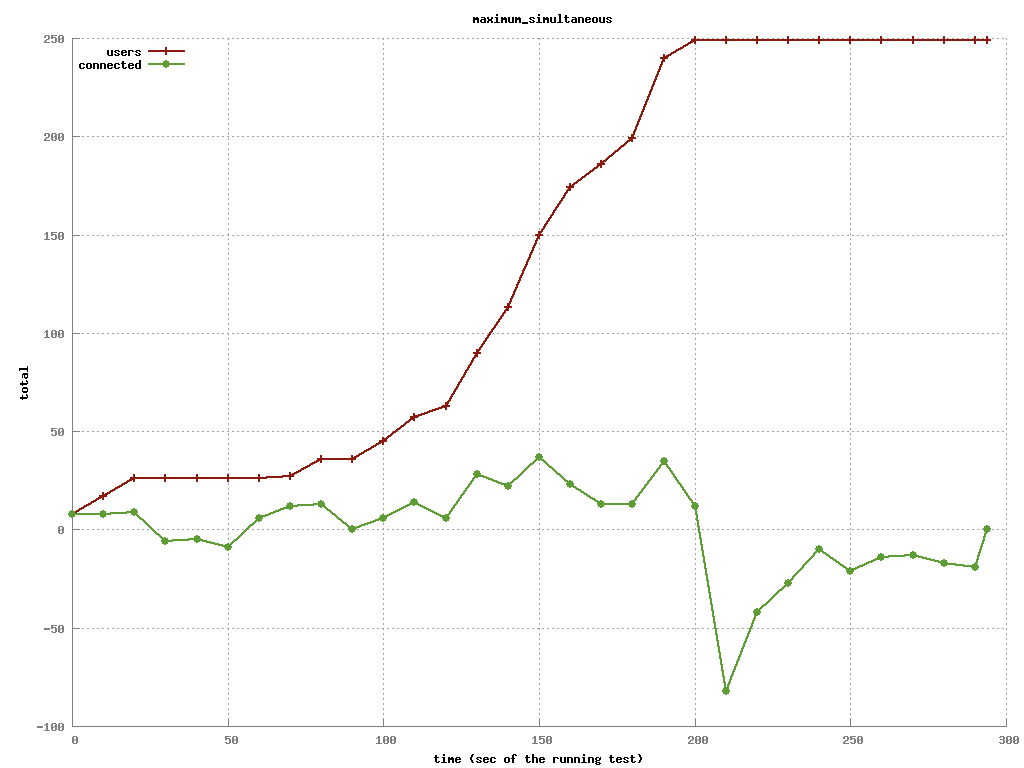 maximum_simultaneous
250
users
connected
200
150
100
total
50
0
-50
-100
0 50 100 150 200 250 300
time (sec of the running test)